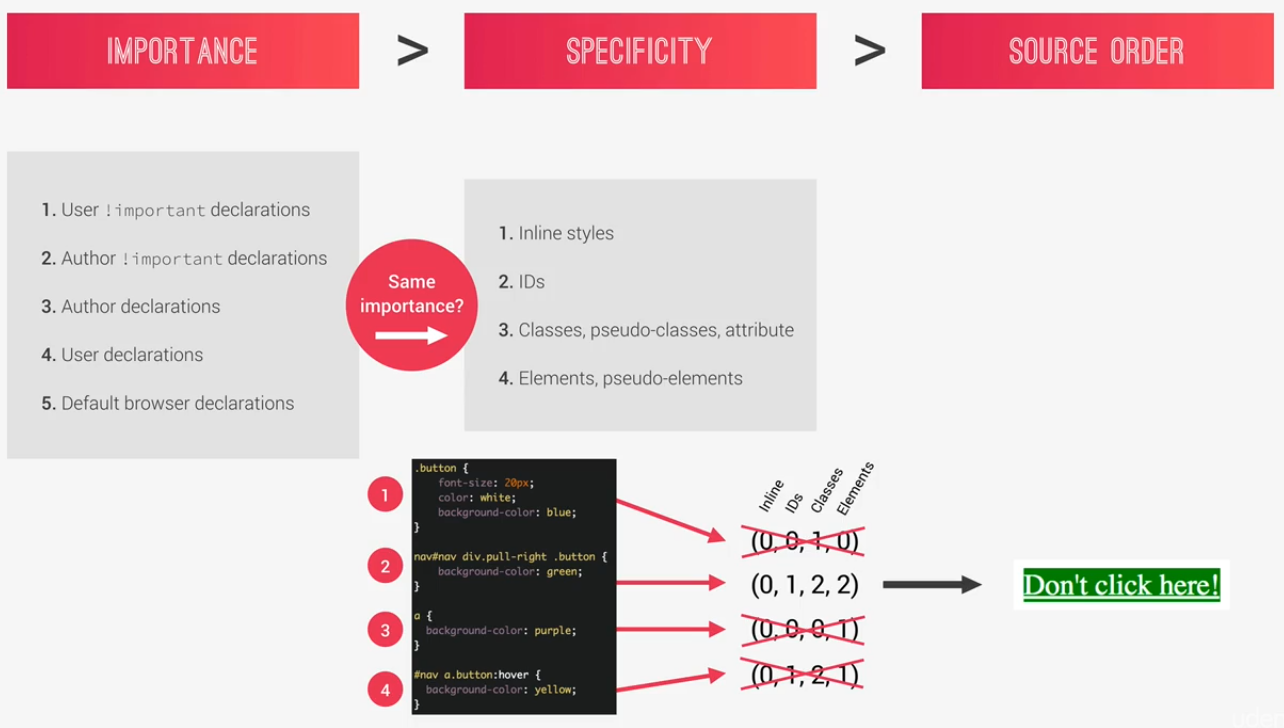 IMPORTANCE > SPECIFICITY > SOURCE ORDER
1. User !important declarations
2. Author !important declarations
3. Author declarations
4. User declarations
5. Default browser declarations
Same
importance?
1. Inline styles
2. IDs
3. Classes, pseudo-classes, attribute
4. Elements, pseudo-elements
1
.button {
font-size: 20px;
color: white;
background-color: blue;
}
2
nav#nav div.pull-right .button {
background-color: green;
}
3
a {
background-color: purple;
}
4
#nav a.button:hover {
background-color: yellow;
}
Inline
IDs
Classes
Elements
(0, 0, 1, 0)
(0, 1, 2, 2)
(0, 0, 0, 1)
(0, 1, 2, 1)
Don't click here!